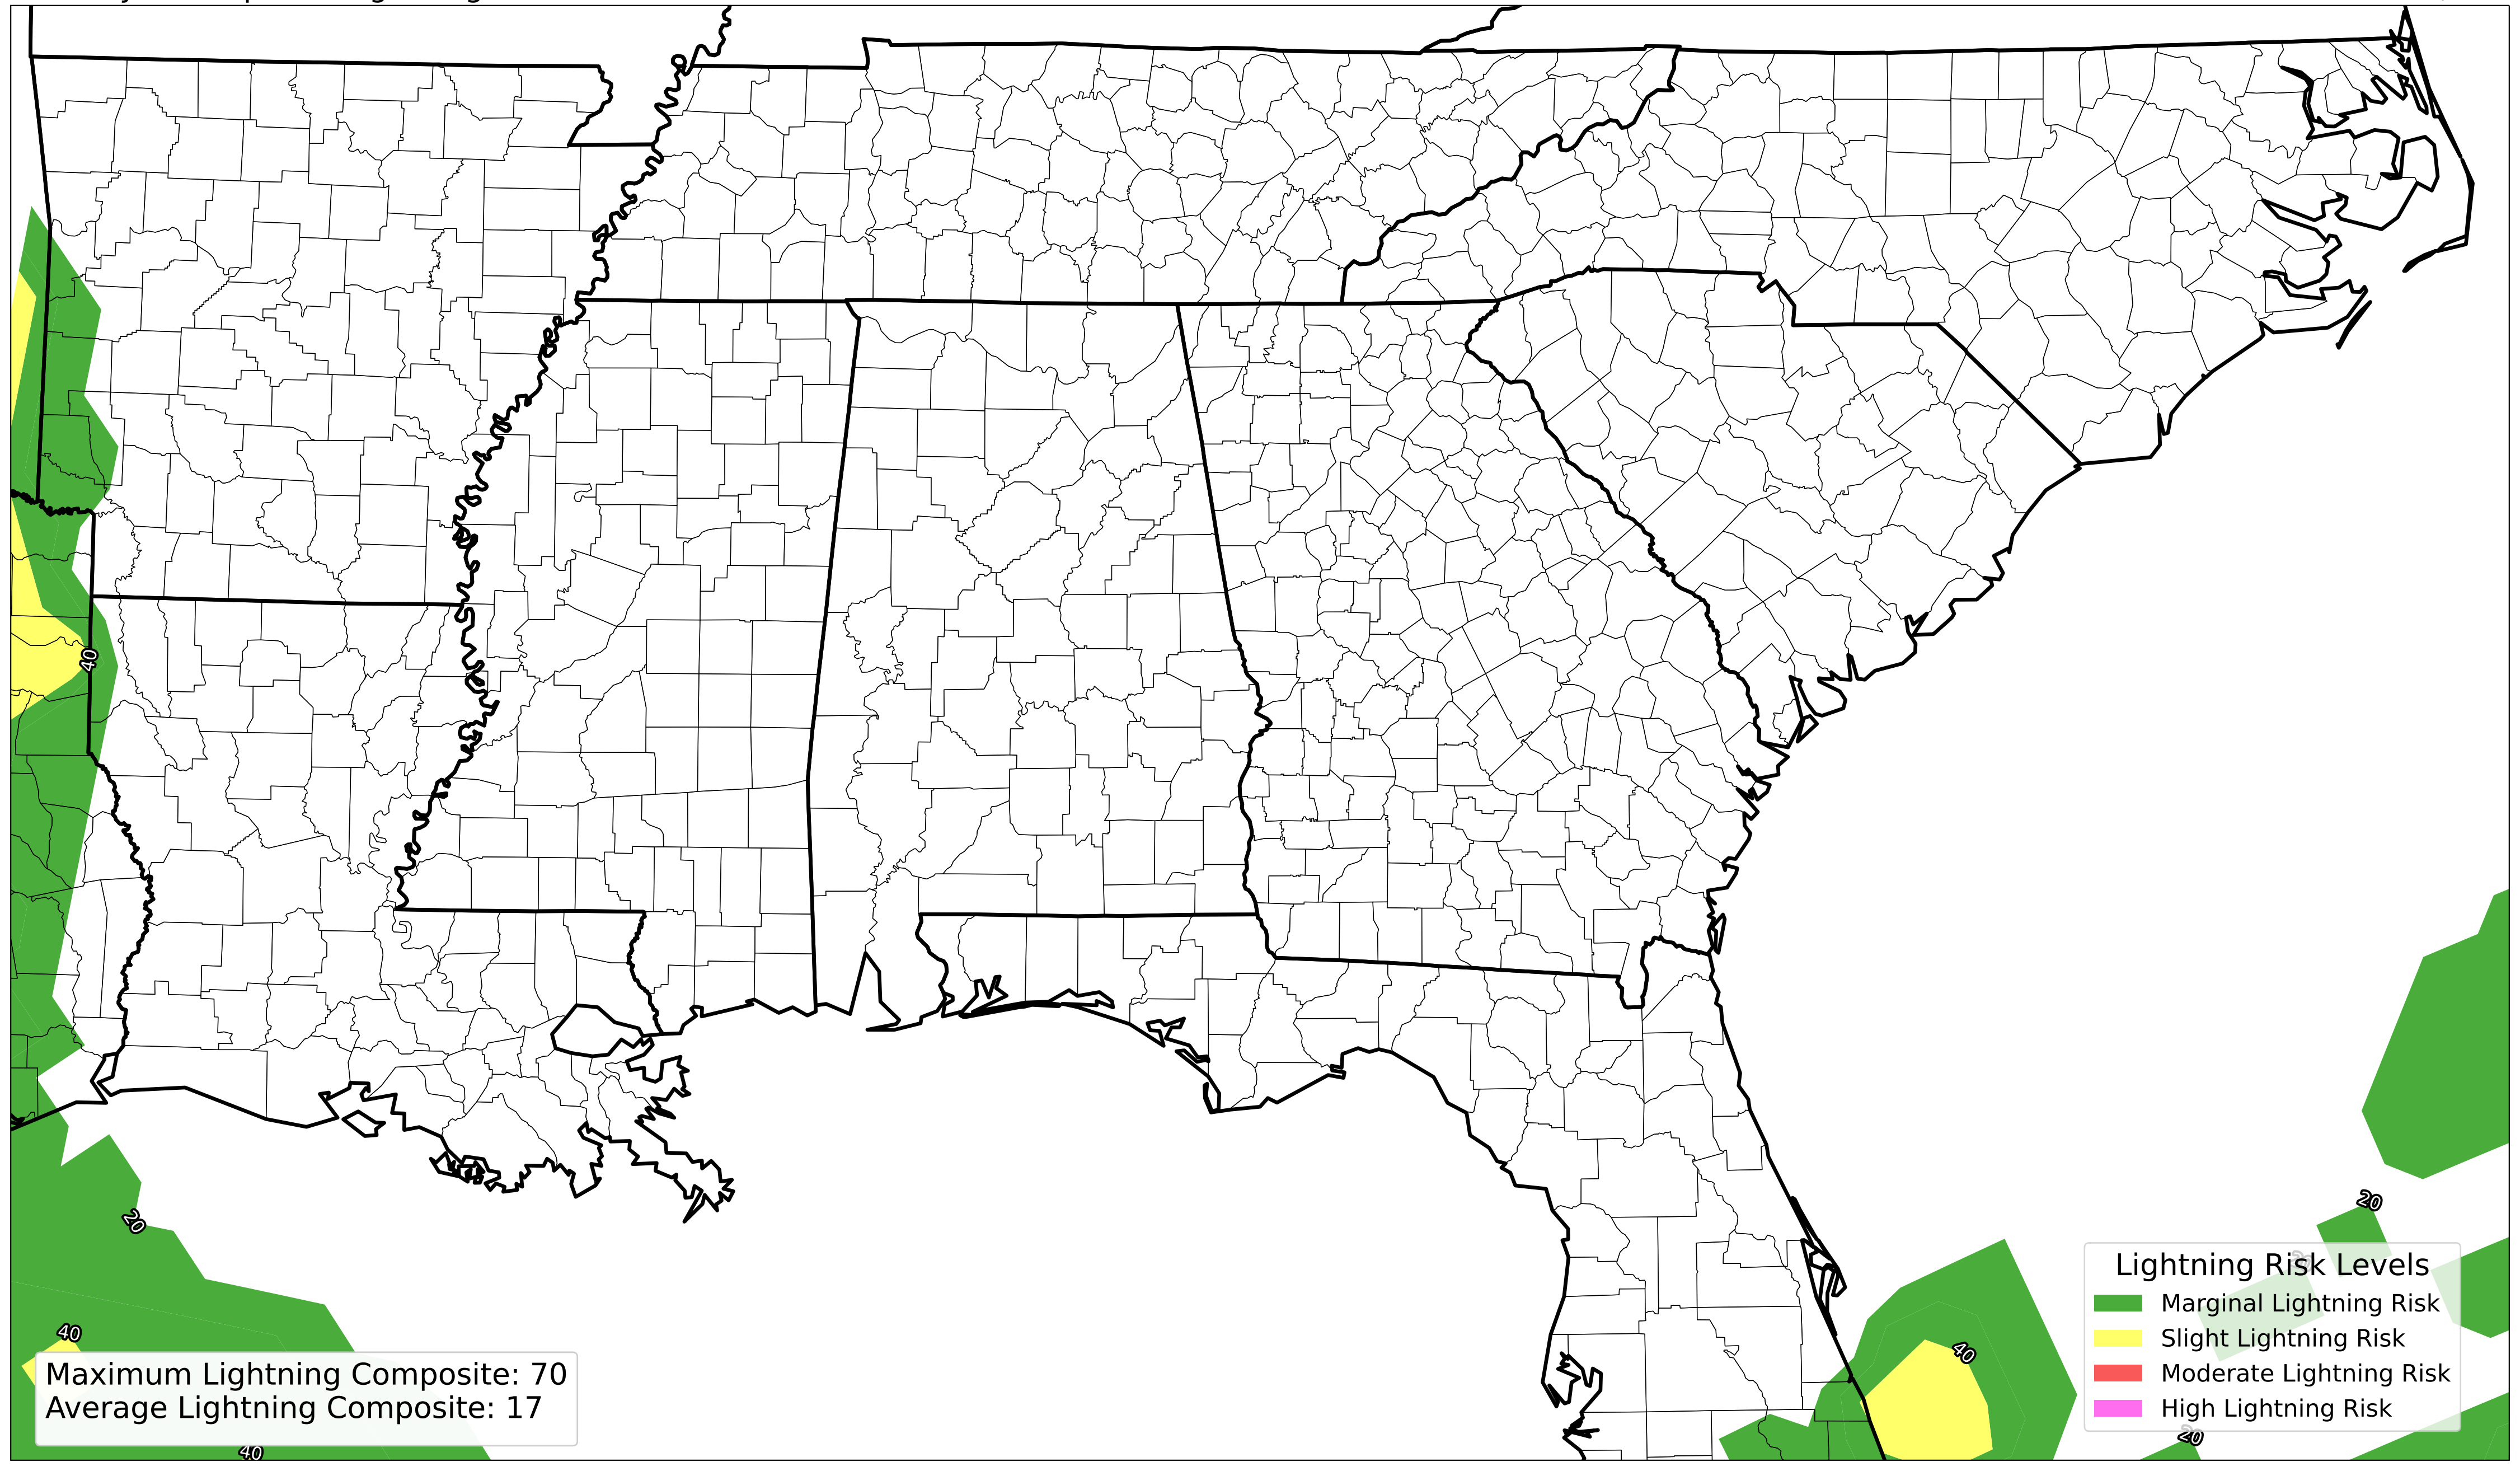 40
20
20
40
40
40
20
Lightning Risk Levels
Marginal Lightning Risk
Slight Lightning Risk
Moderate Lightning Risk
High Lightning Risk
Maximum Lightning Composite: 70
Average Lightning Composite: 17